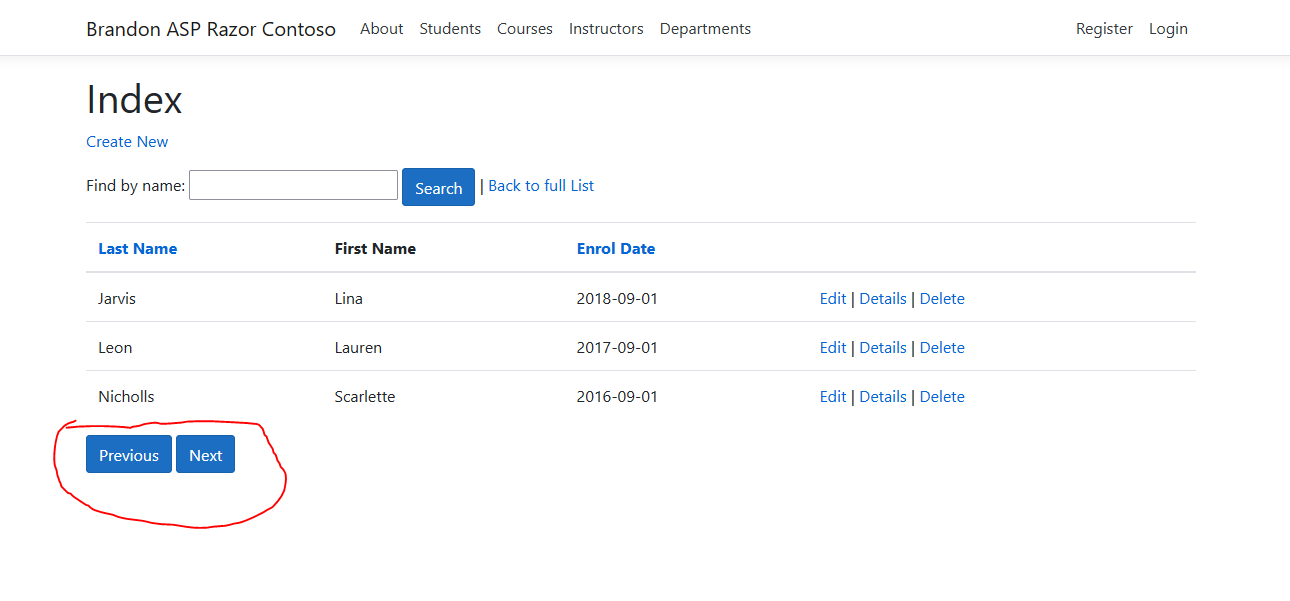 Brandon ASP Razor Contoso About Students Courses Instructors Departments Register Login
Index
Create New
Find by name: Search | Back to full List
Last Name First Name Enrol Date
Jarvis Lina 2018-09-01 Edit | Details | Delete
Leon Lauren 2017-09-01 Edit | Details | Delete
Nicholls Scarlette 2016-09-01 Edit | Details | Delete
Previous Next